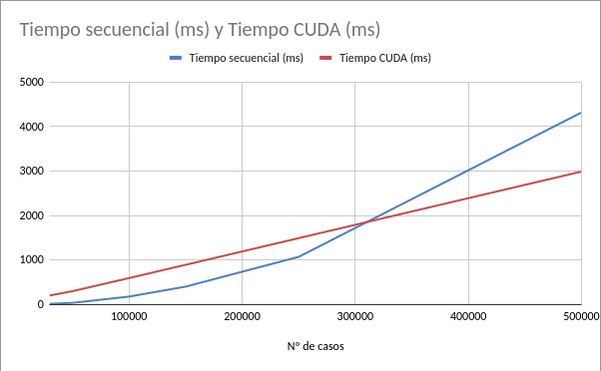 Tiempo secuencial (ms) y Tiempo CUDA (ms)
Tiempo secuencial (ms) Tiempo CUDA (ms)
5000
4000
3000
2000
1000
0
100000 200000 300000 400000 500000
N° de casos